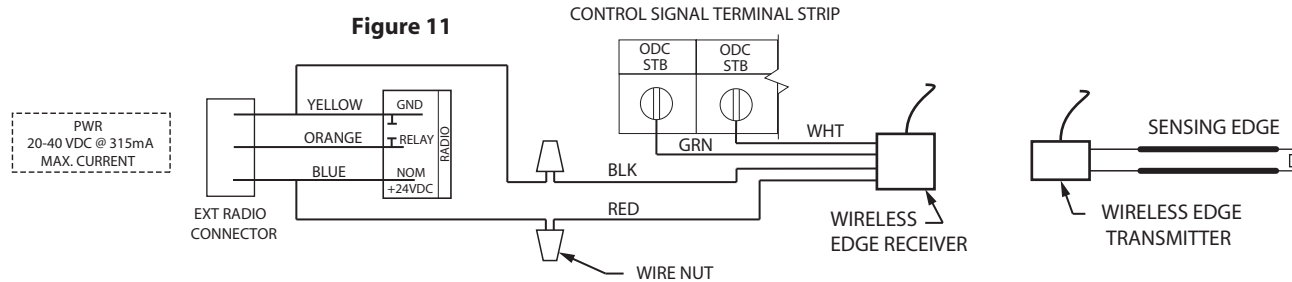 Figure 11
CONTROL SIGNAL TERMINAL STRIP
ODC
STB
ODC
STB
PWR
20-40 VDC @ 315mA
MAX. CURRENT
YELLOW
ORANGE
BLUE
GND
RELAY
NOM
+24VDC
RADIO
EXT RADIO
CONNECTOR
GRN
WHT
BLK
RED
WIRE NUT
WIRELESS
EDGE RECEIVER
SENSING EDGE
WIRELESS EDGE
TRANSMITTER